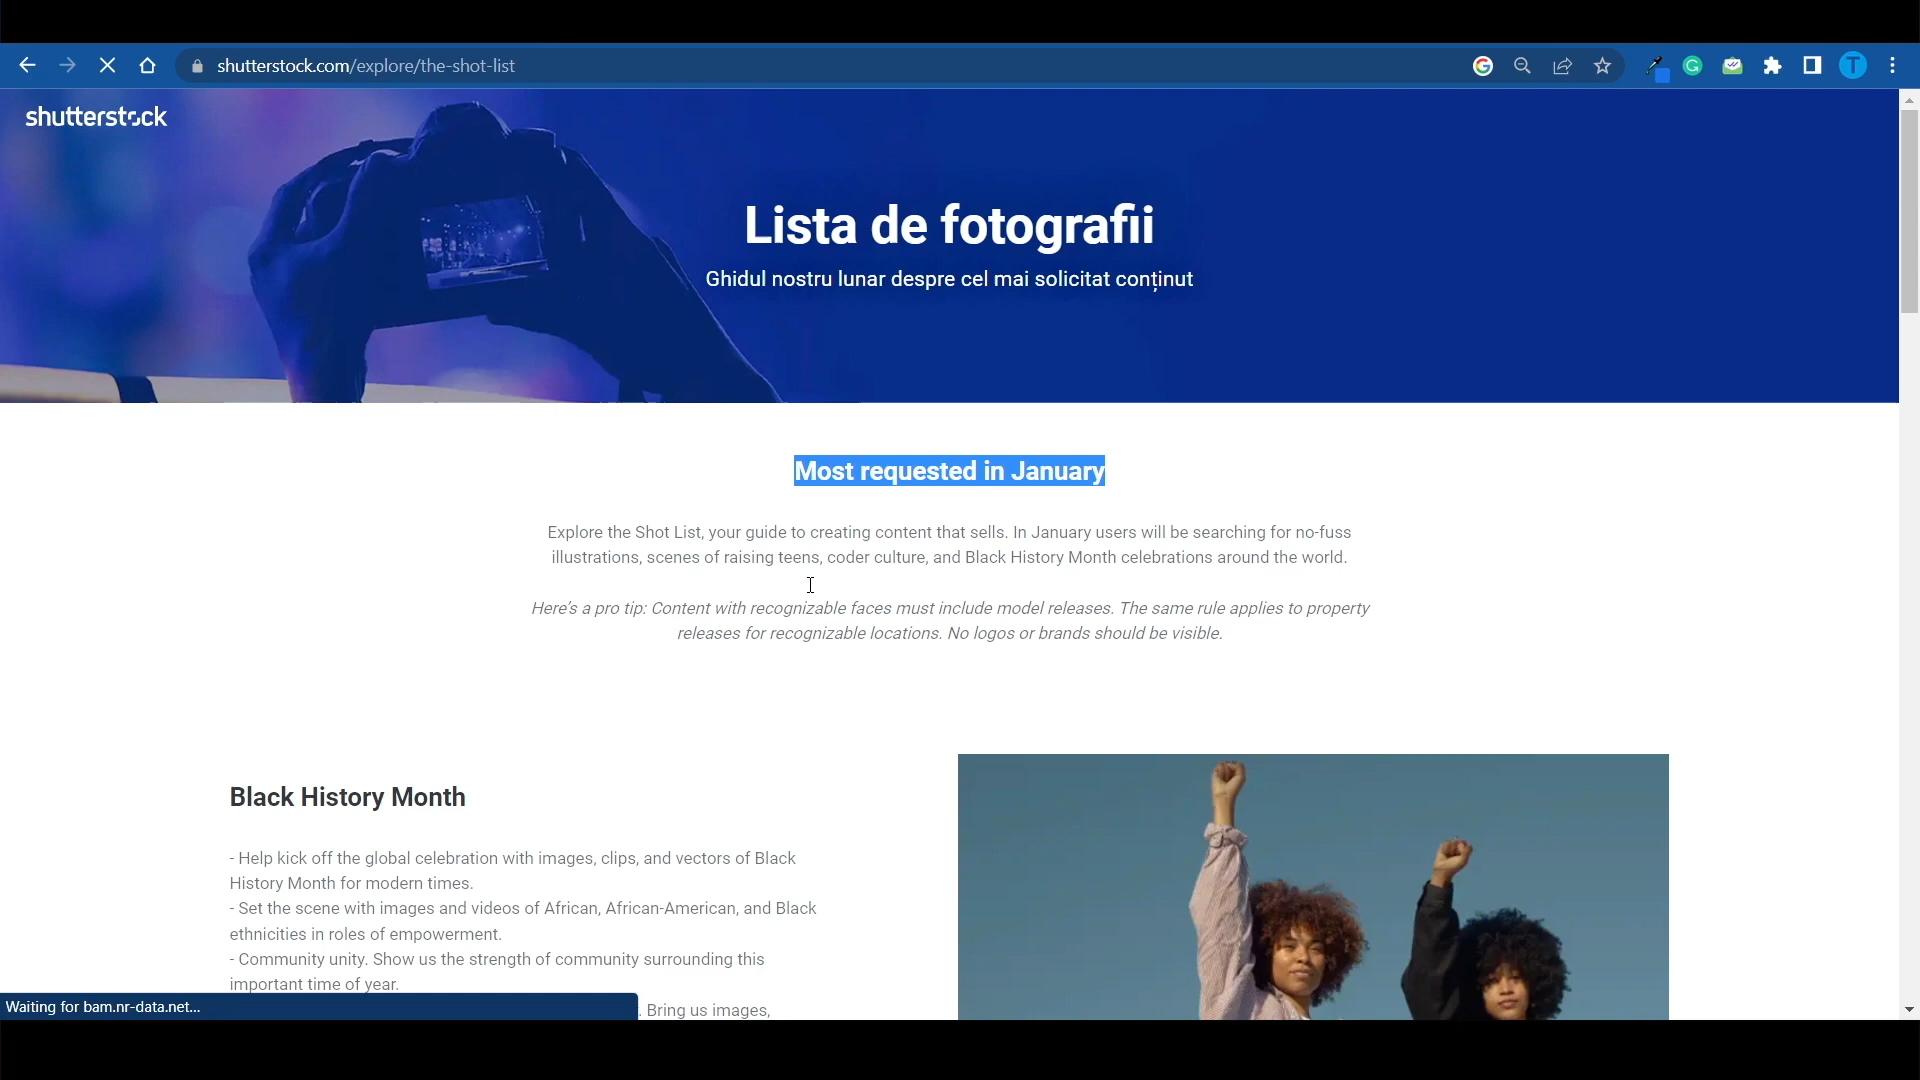 shutterstock.com/explore/the-shot-list
T
shutterstock
Lista de fotografii
Ghidul nostru lunar despre cel mai solicitat conținut
Most requested in January
Explore the Shot List, your guide to creating content that sells. In January users will be searching for no-fuss
illustrations, scenes of raising teens, coder culture, and Black History Month celebrations around the world.
Here's a pro tip: Content with recognizable faces must include model releases. The same rule applies to property
releases for recognizable locations. No logos or brands should be visible.
Black History Month
- Help kick off the global celebration with images, clips, and vectors of Black
History Month for modern times.
- Set the scene with images and videos of African, African-American, and Black
ethnicities in roles of empowerment.
- Community unity. Show us the strength of community surrounding this
important time of year.
. Bring us images,
Waiting for bam.nr-data.net...